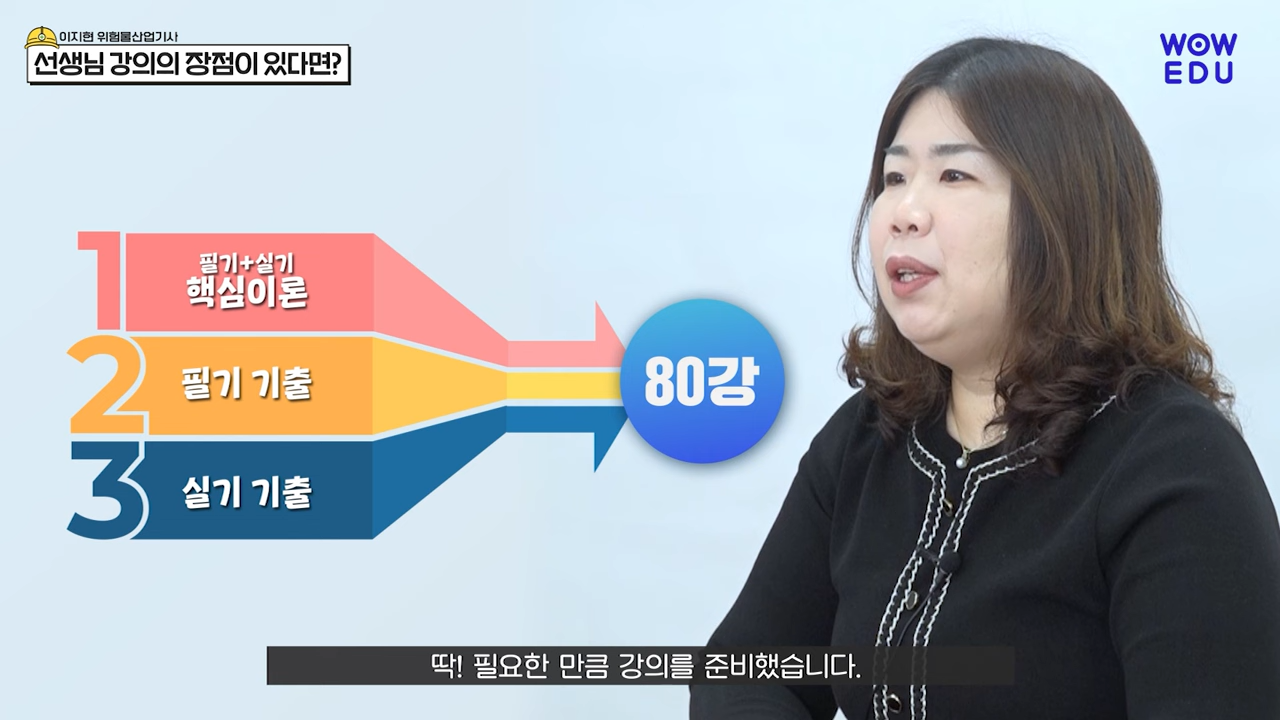 이지현 위험물산업기사
선생님 강의의 장점이 있다면?
WOW
EDU
1
필기+실기
핵심이론
2
필기 기출
3
실기 기출
80강
딱! 필요한 만큼 강의를 준비했습니다.